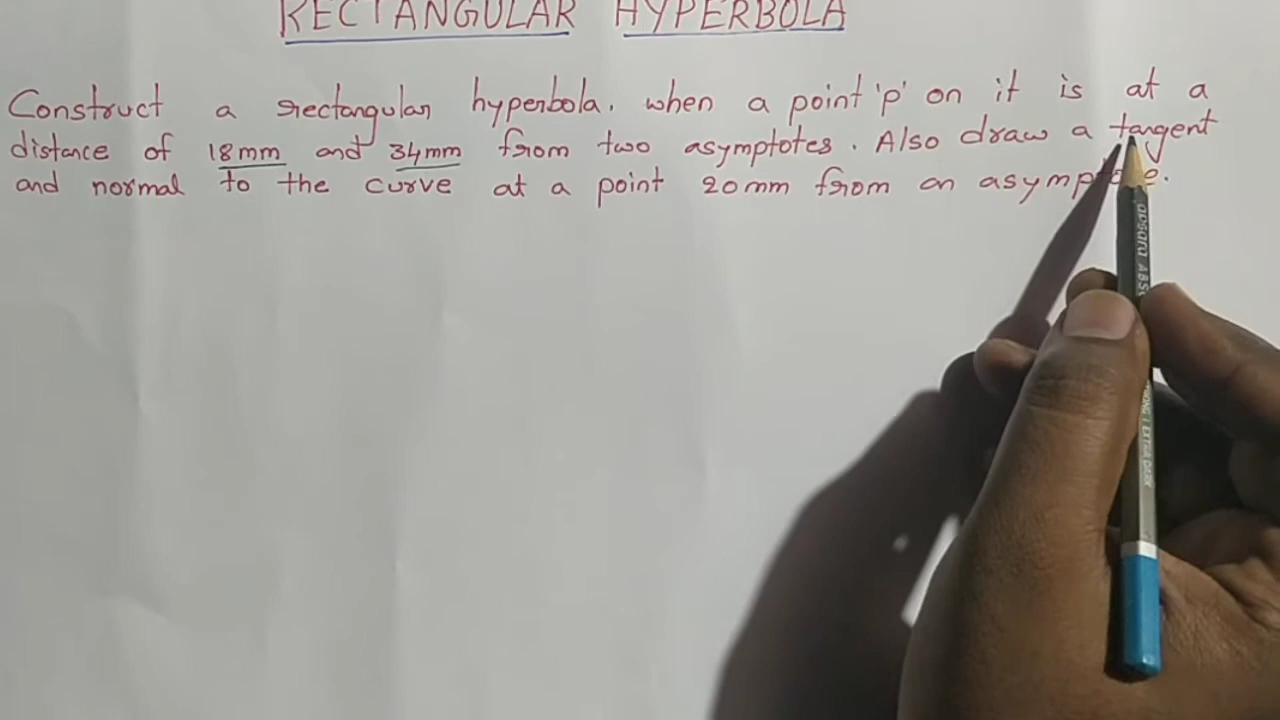 RECTANGULAR HYPERBOLA
Construct a rectangular hyperbola. when a point 'p' on it is at a
distance of 18mm and 34mm from two asymptotes. Also draw a tangent
and normal to the curve at a point 20mm from an
apsara